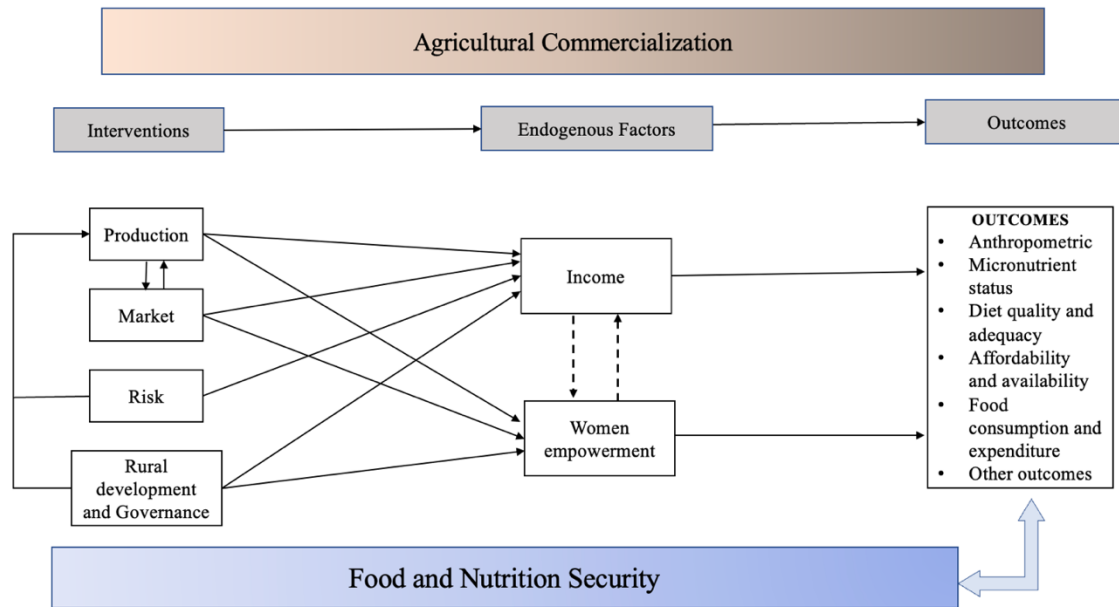 Agricultural Commercialization
Interventions
Endogenous Factors
Outcomes
Production
Market
Risk
Rural
development
and Governance
Income
Women
empowerment
OUTCOMES
• Anthropometric
• Micronutrient
status
• Diet quality and
adequacy
• Affordability
and availability
• Food
consumption and
expenditure
• Other outcomes
Food and Nutrition Security